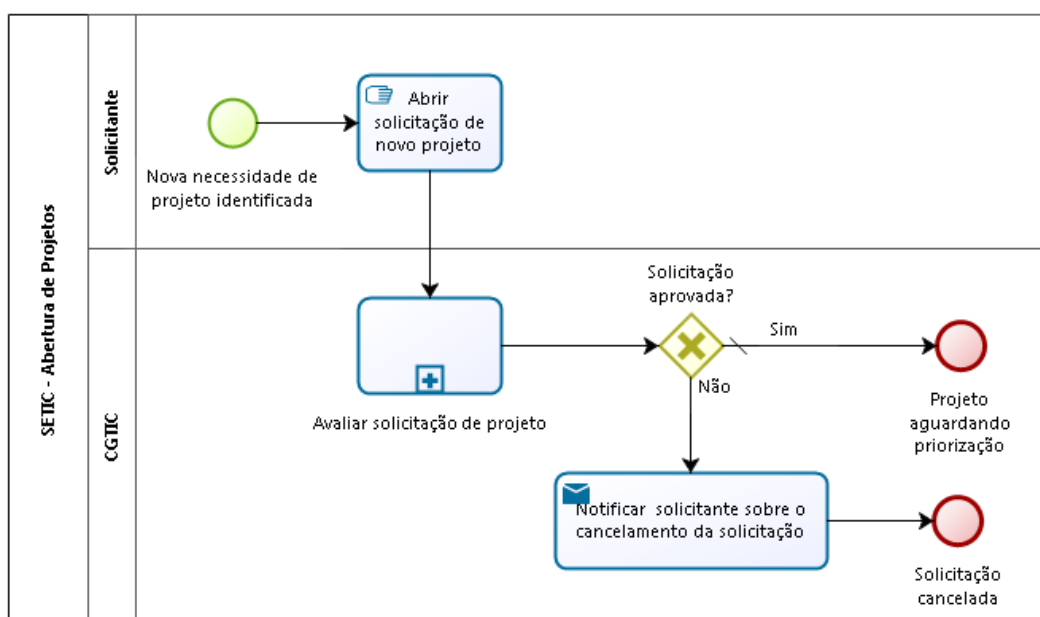 SETIC - Abertura de Projetos
Solicitante
Nova necessidade de
projeto identificada
Abrir
solicitação de
novo projeto
CGTIC
Avaliar solicitação de projeto
Solicitação
aprovada?
Sim
Não
Projeto
aguardando
priorização
Notificar solicitante sobre o
cancelamento da solicitação
Solicitação
cancelada